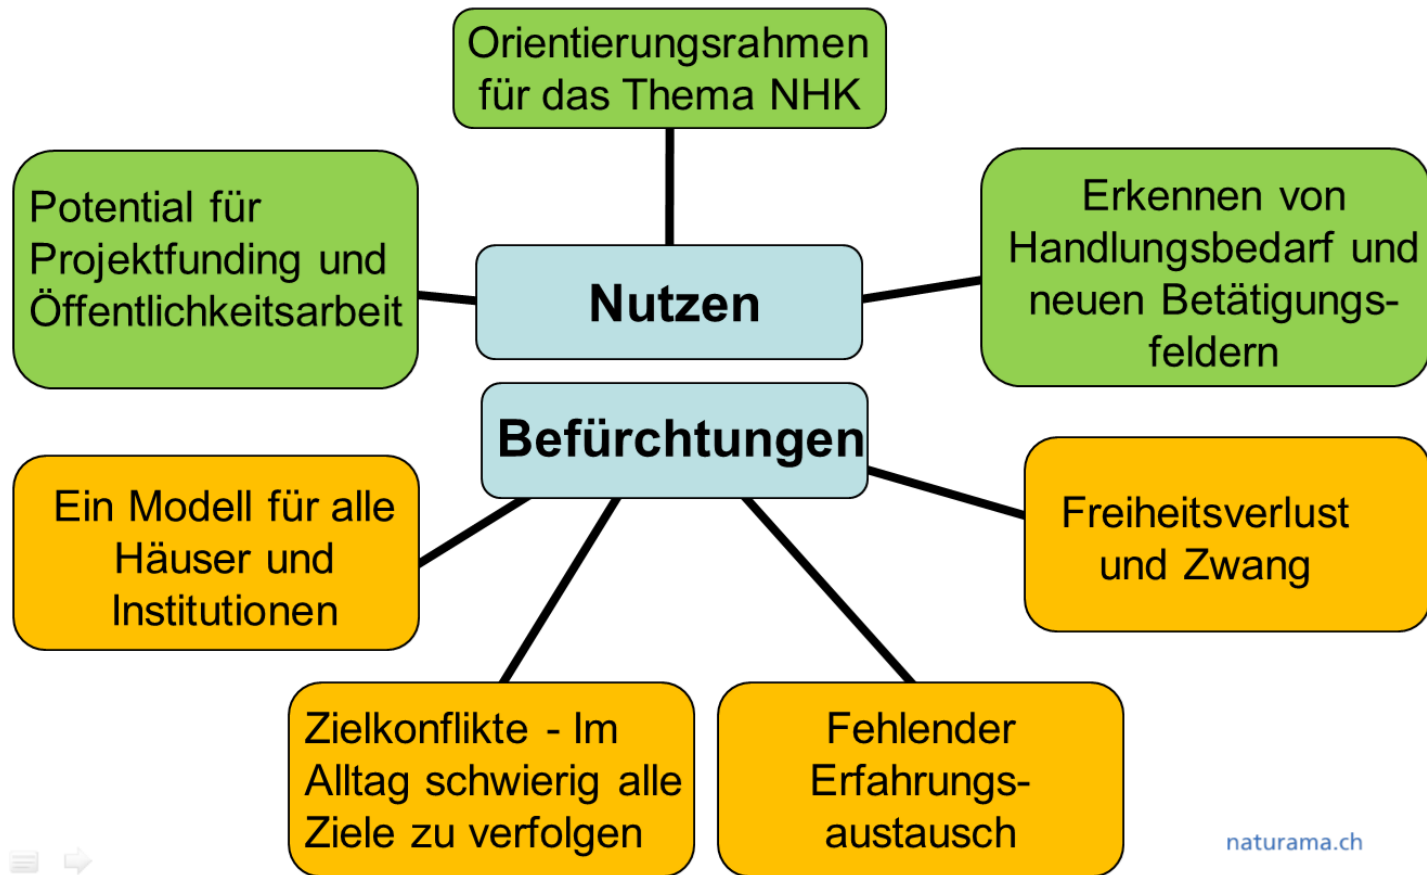 Orientierungsrahmen
für das Thema NHK
Potential für
Projektfunding und
Öffentlichkeitsarbeit
Erkennen von
Handlungsbedarf und
neuen Betätigungs-
feldern
Nutzen
Befürchtungen
Ein Modell für alle
Häuser und
Institutionen
Freiheitsverlust
und Zwang
Zielkonflikte - Im
Alltag schwierig alle
Ziele zu verfolgen
Fehlender
Erfahrungs-
austausch
naturama.ch